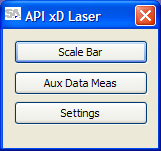 API xD Laser
Scale Bar
Aux Data Meas
Settings